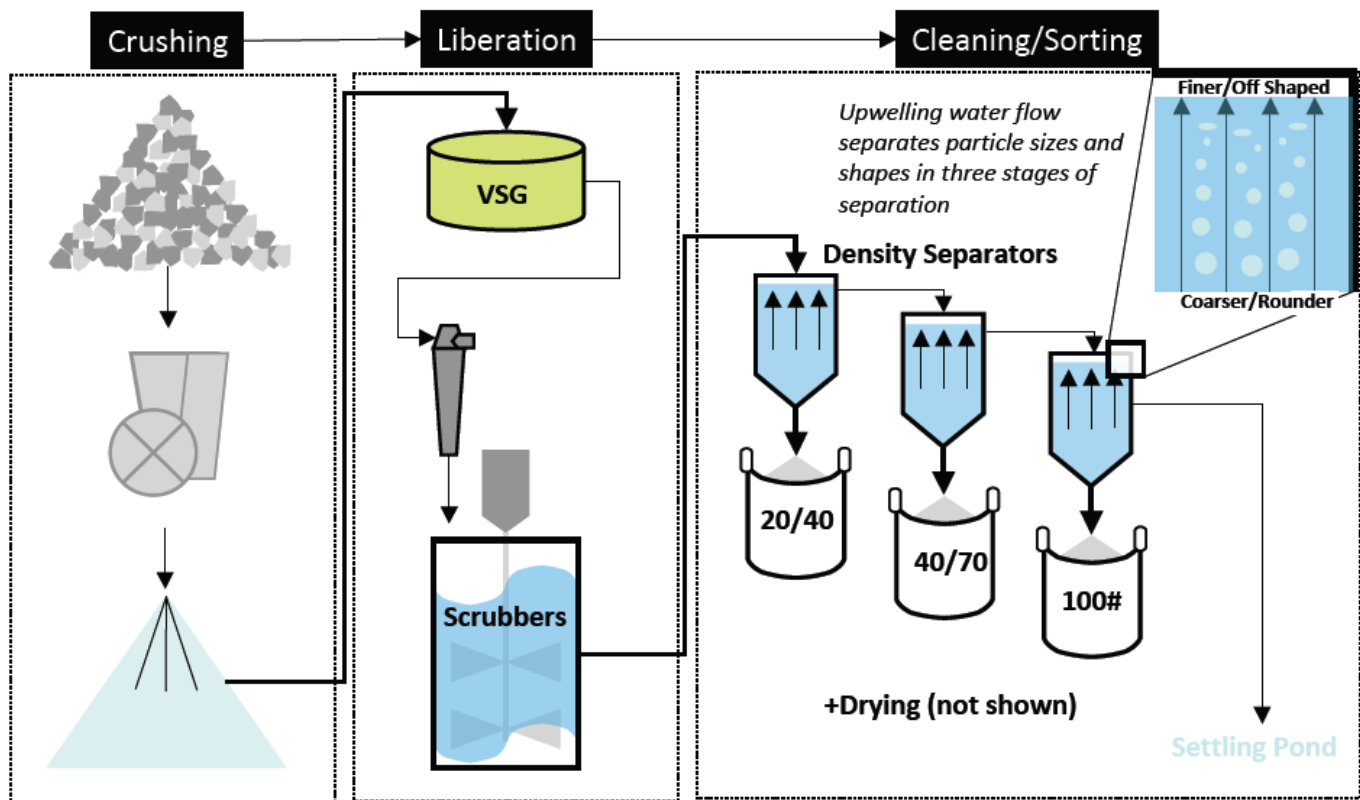 Crushing
Liberation
Cleaning/Sorting
Finer/Off Shaped
Upwelling water flow
separates particle sizes and
shapes in three stages of
separation
Coarser/Rounder
VSG
Density Separators
20/40
40/70
100#
Scrubbers
+Drying (not shown)
Settling Pond